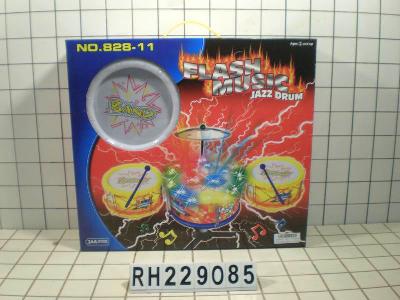 NO.828-11
FLASH
MUSIC
JAZZ DRUM
BAND
RH229085